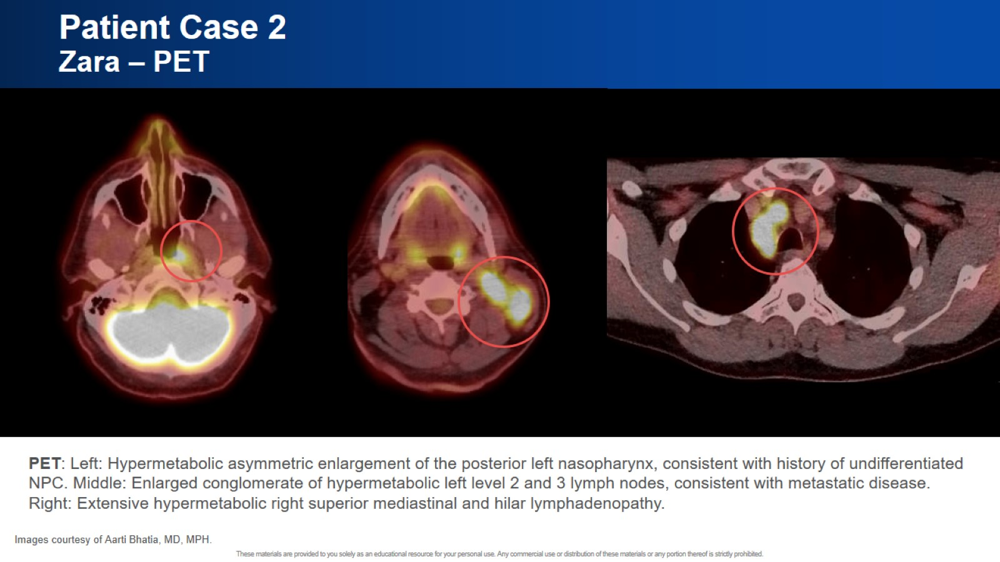 Patient Case 2
Zara – PET
PET: Left: Hypermetabolic asymmetric enlargement of the posterior left nasopharynx, consistent with history of undifferentiated
NPC. Middle: Enlarged conglomerate of hypermetabolic left level 2 and 3 lymph nodes, consistent with metastatic disease.
Right: Extensive hypermetabolic right superior mediastinal and hilar lymphadenopathy.
Images courtesy of Aarti Bhatia, MD, MPH.
These materials are provided to you solely as an educational resource for your personal use. Any commercial use or distribution of these materials or any portion thereof is strictly prohibited.